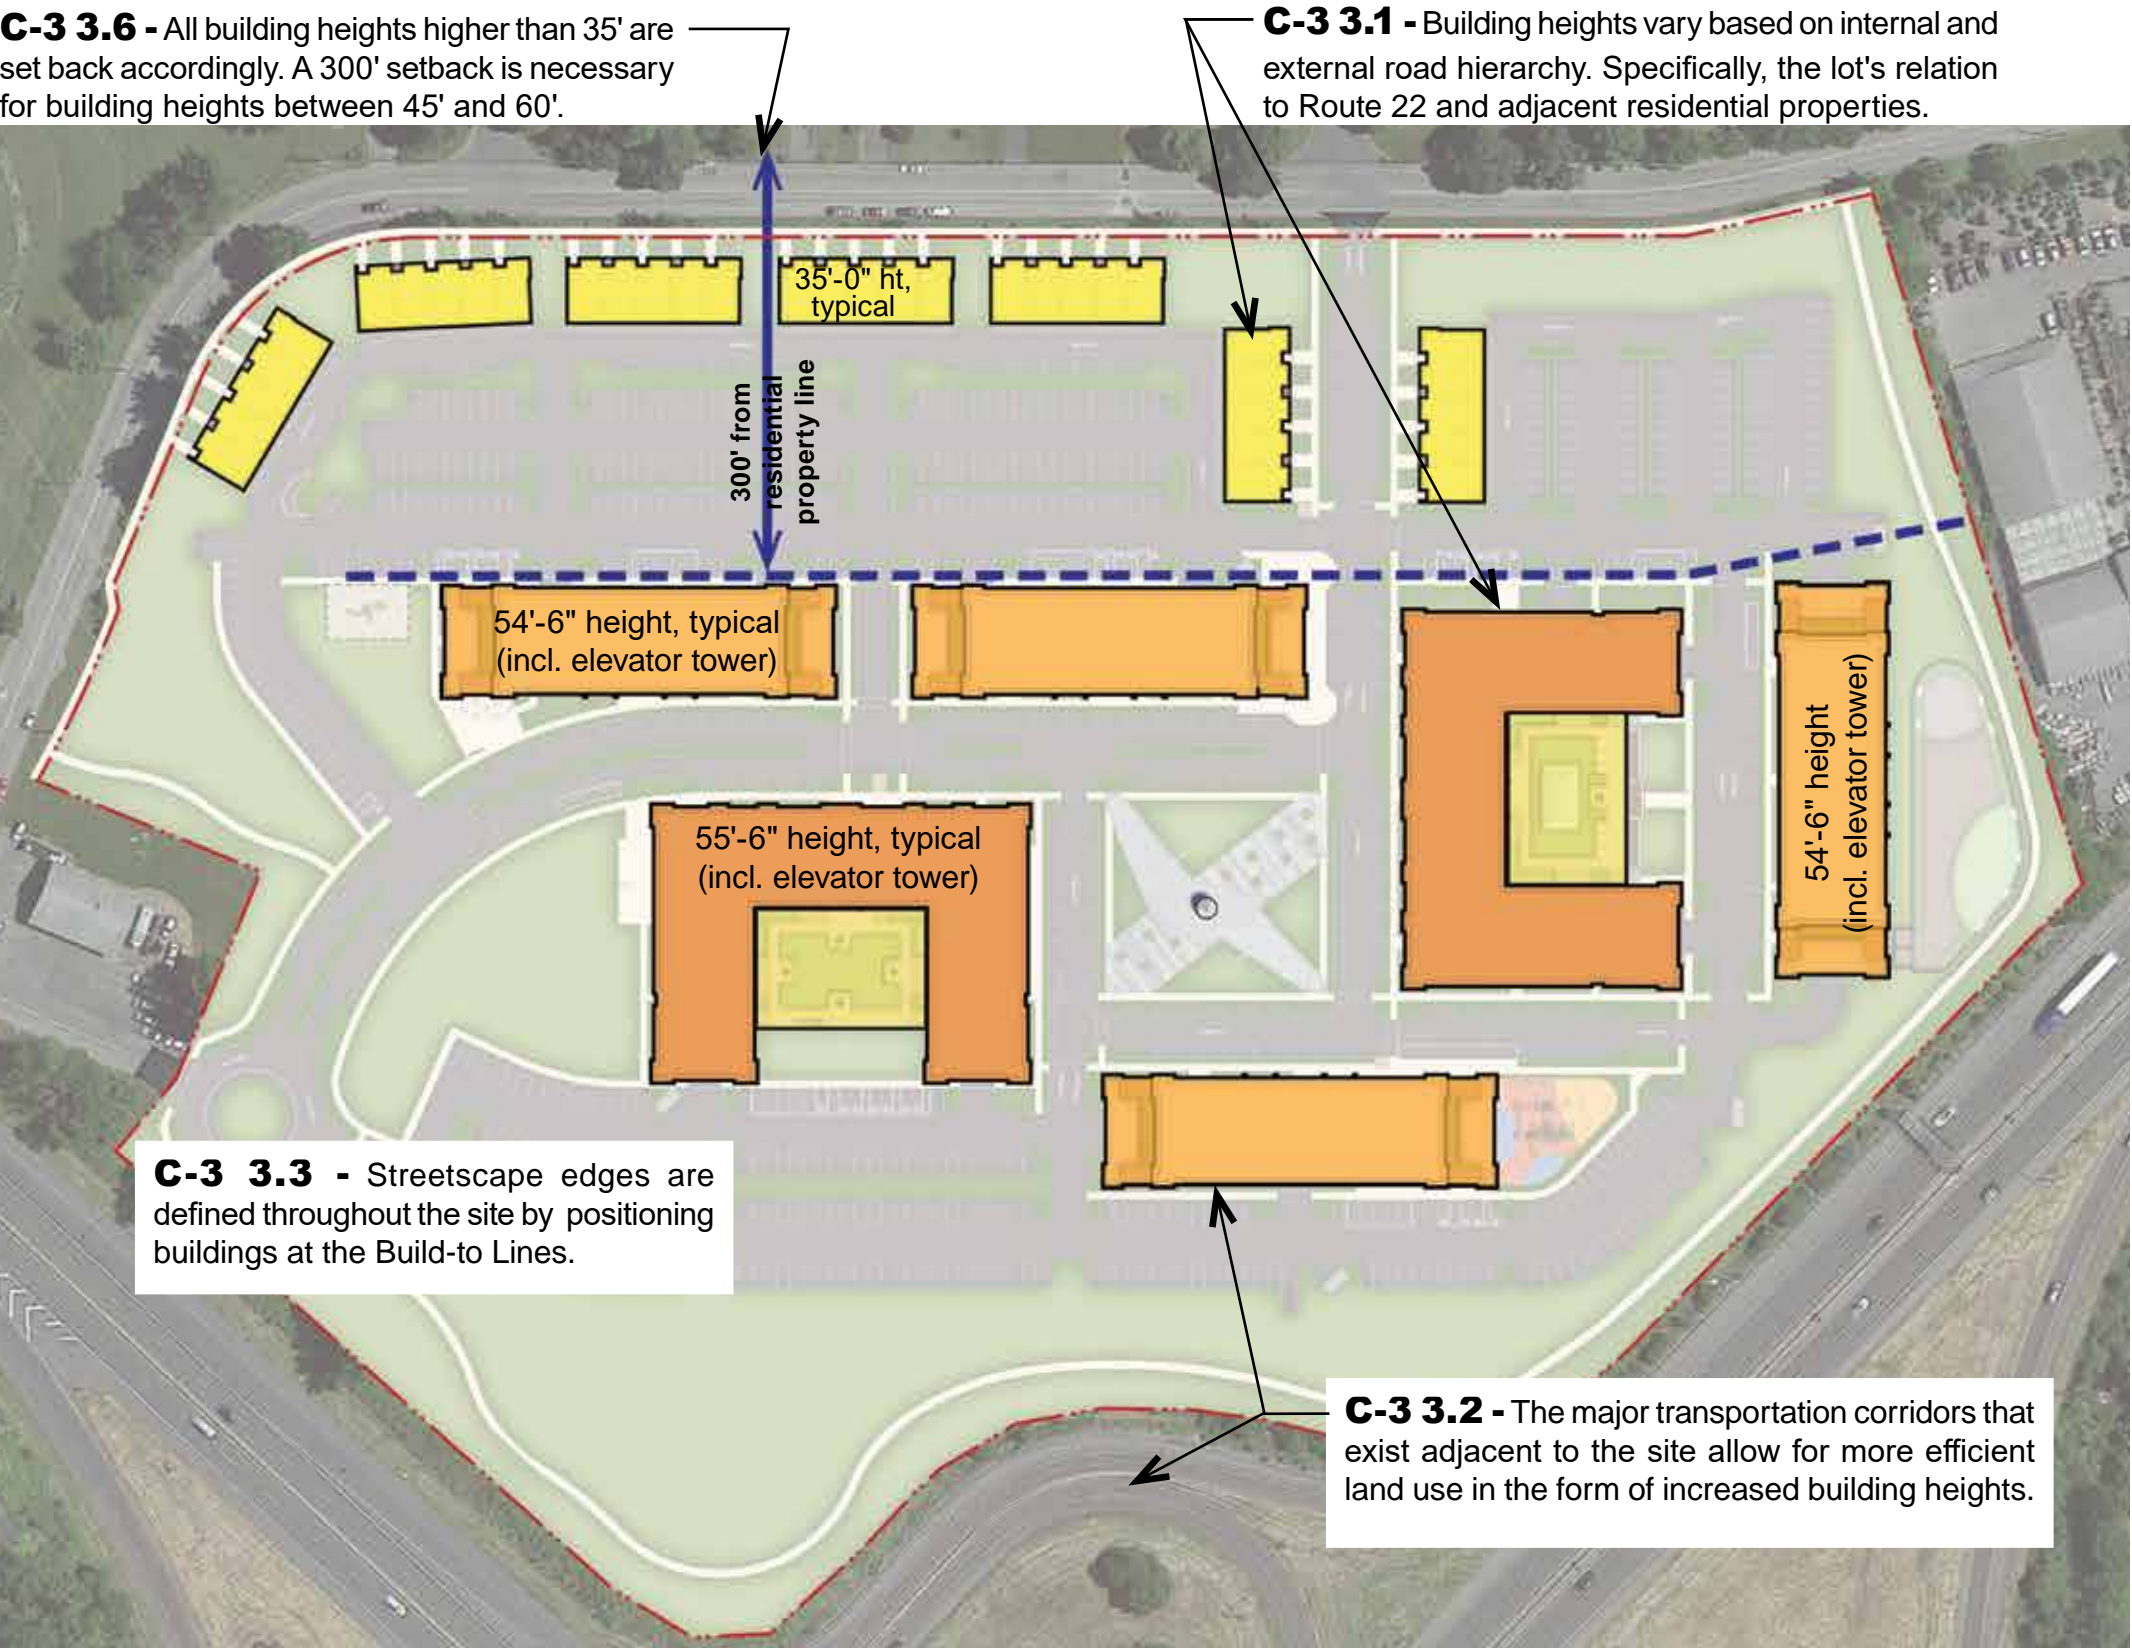 C-3 3.6 - All building heights higher than 35' are
set back accordingly. A 300' setback is necessary
for building heights between 45' and 60'.
C-3 3.1 - Building heights vary based on internal and
external road hierarchy. Specifically, the lot's relation
to Route 22 and adjacent residential properties.
35'-0" ht,
typical
300' from
residential
property line
54'-6" height, typical
(incl. elevator tower)
54'-6" height
(incl. elevator tower)
55'-6" height, typical
(incl. elevator tower)
C-3 3.3 - Streetscape edges are
defined throughout the site by positioning
buildings at the Build-to Lines.
C-3 3.2 - The major transportation corridors that
exist adjacent to the site allow for more efficient
land use in the form of increased building heights.